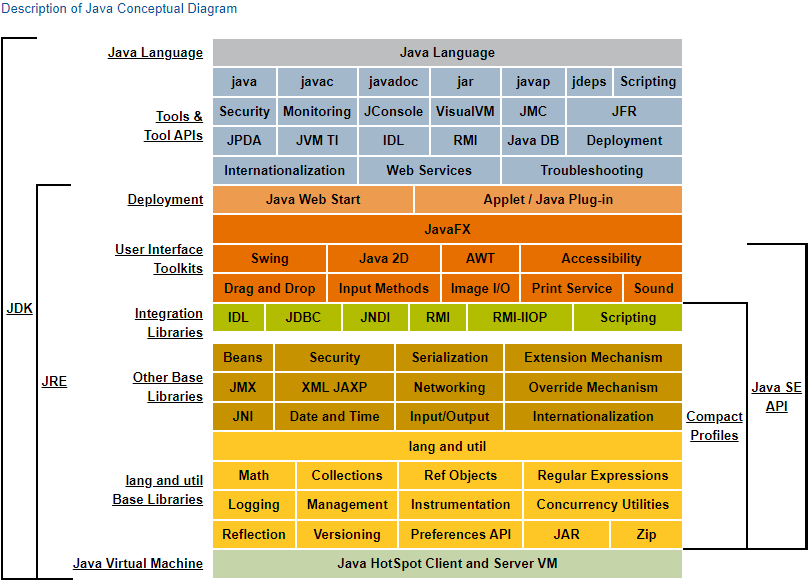 Description of Java Conceptual Diagram
Java Language
Java Language
Tools &
Tool APIs
java javac javadoc jar javap jdeps Scripting
Security Monitoring JConsole VisualVM JMC JFR
JPDA JVM TI IDL RMI Java DB Deployment
Internationalization Web Services Troubleshooting
Deployment
Java Web Start Applet / Java Plug-in
User Interface
Toolkits
JavaFX
Swing Java 2D AWT Accessibility
Drag and Drop Input Methods Image I/O Print Service Sound
Integration
Libraries
IDL JDBC JNDI RMI RMI-IIOP Scripting
JDK
JRE
Other Base
Libraries
Beans Security Serialization Extension Mechanism
JMX XML JAXP Networking Override Mechanism
JNI Date and Time Input/Output Internationalization
Java SE
API
Compact
Profiles
lang and util
Base Libraries
lang and util
Math Collections Ref Objects Regular Expressions
Logging Management Instrumentation Concurrency Utilities
Reflection Versioning Preferences API JAR Zip
Java Virtual Machine
Java HotSpot Client and Server VM